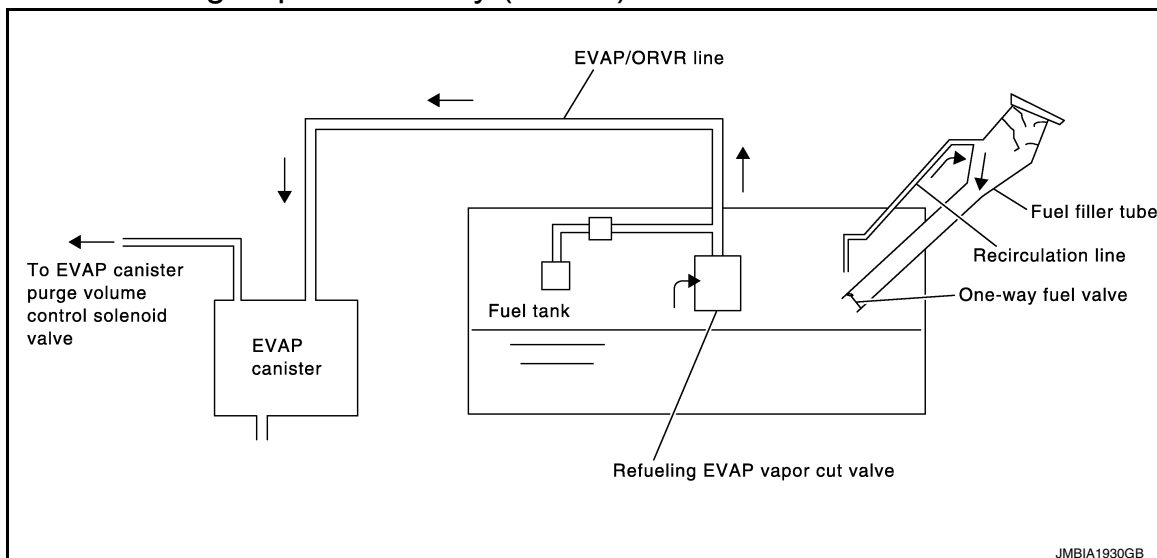 EVAP/ORVR line
Fuel filler tube
Recirculation line
One-way fuel valve
To EVAP canister
purge volume
control solenoid
valve
Fuel tank
EVAP
canister
Refueling EVAP vapor cut valve
JMBIA1930GB